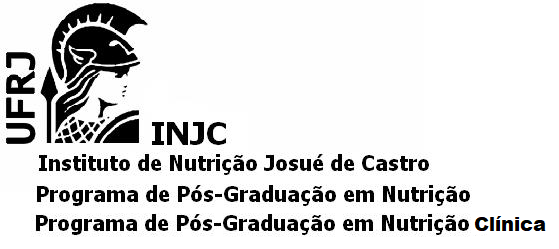 UFRJ
INJC
Instituto de Nutrição Josué de Castro
Programa de Pós-Graduação em Nutrição
Programa de Pós-Graduação em Nutrição Clínica